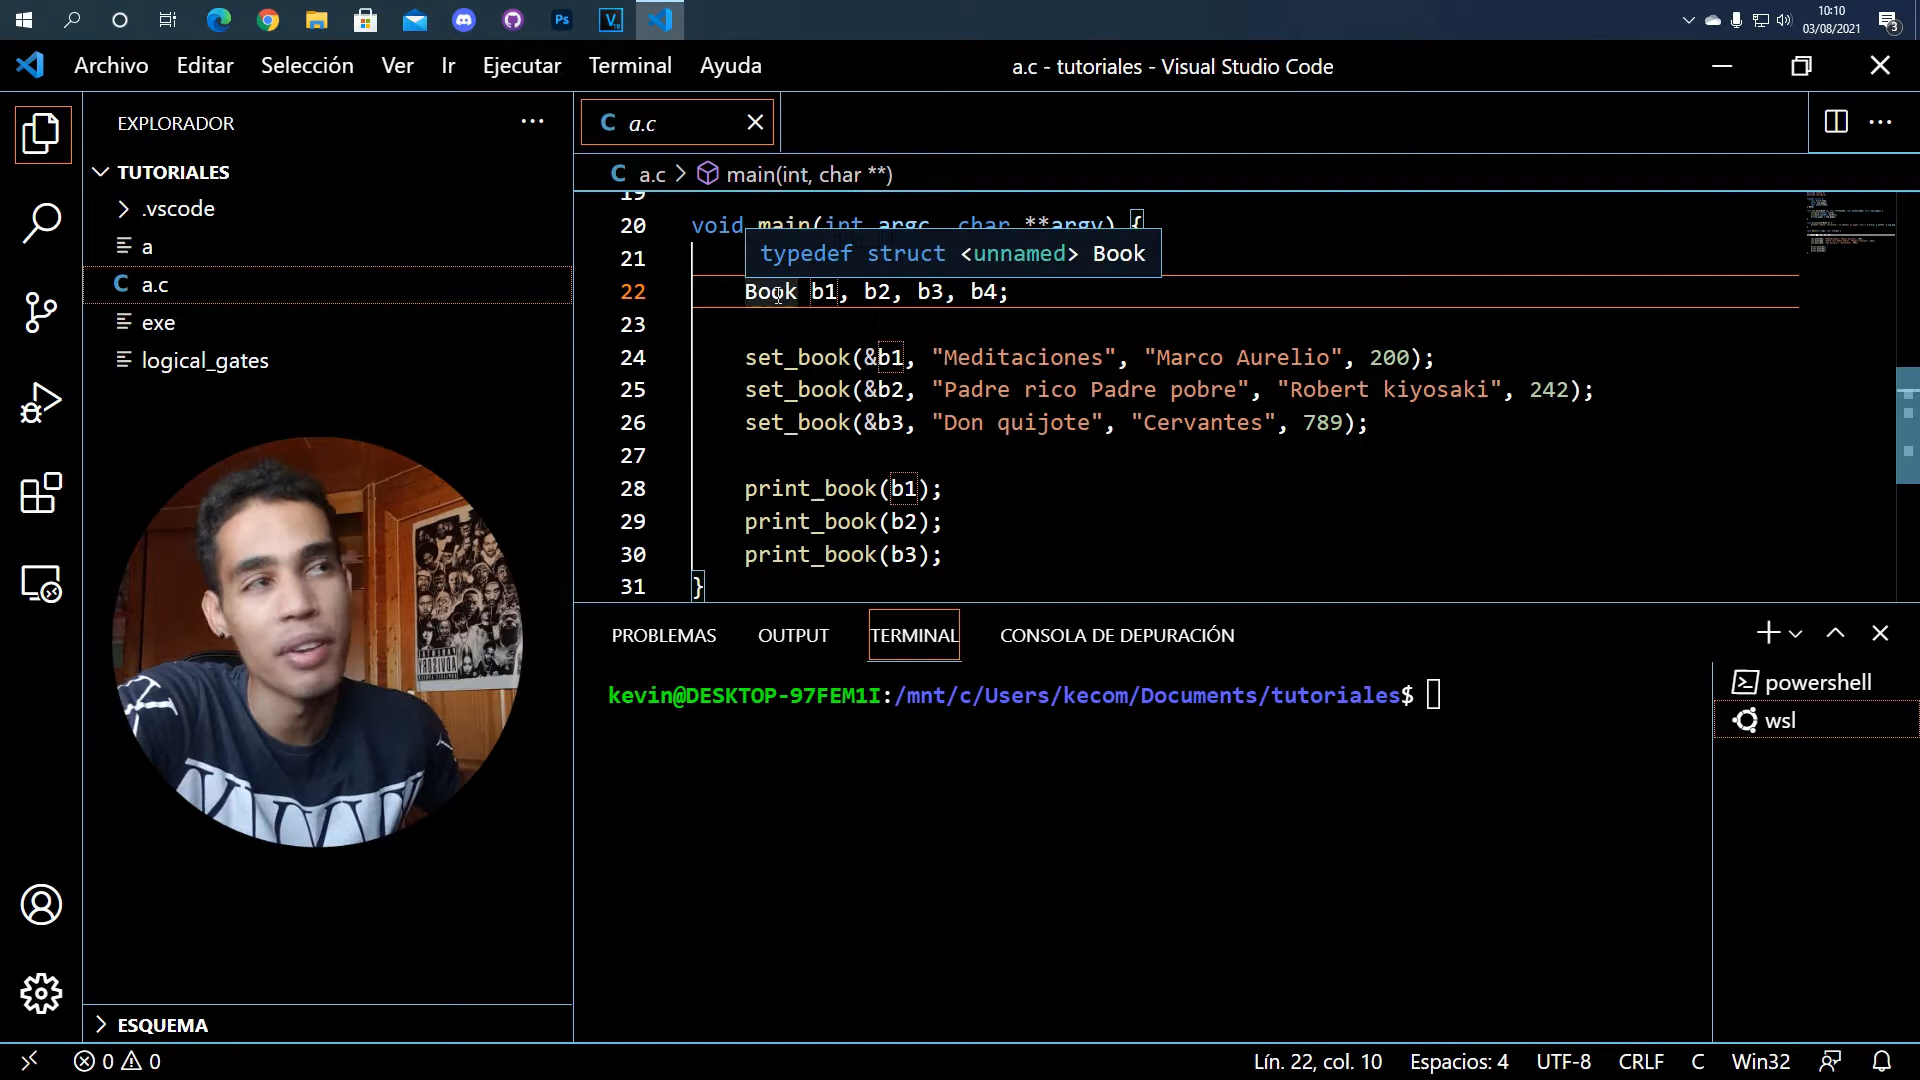 Ps
V
10:10
03/08/2021
3
Archivo Editar Selección Ver Ir Ejecutar Terminal Ayuda
a.c - tutoriales - Visual Studio Code
EXPLORADOR
TUTORIALES
.vscode
a
C a.c
exe
logical_gates
C a.c
C a.c > main(int, char **)
19
20 void main(int argc, char **argv) {
typedef struct <unnamed> Book
21
22 Book b1, b2, b3, b4;
23
24 set_book(&b1, "Meditaciones", "Marco Aurelio", 200);
25 set_book(&b2, "Padre rico Padre pobre", "Robert kiyosaki", 242);
26 set_book(&b3, "Don quijote", "Cervantes", 789);
27
28 print_book(b1);
29 print_book(b2);
30 print_book(b3);
31 }
PROBLEMAS OUTPUT TERMINAL CONSOLA DE DEPURACIÓN
kevin@DESKTOP-97FEM1I:/mnt/c/Users/kecom/Documents/tutoriales$
powershell
wsl
ESQUEMA
0 0
Lín. 22, col. 10 Espacios: 4 UTF-8 CRLF C Win32